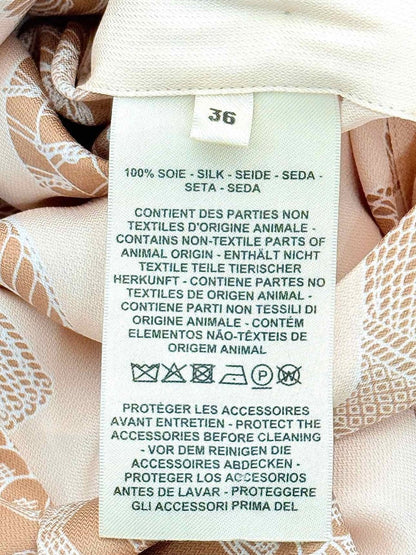 36
100% SOIE - SILK - SEIDE - SEDA -
SETA - SEDA
CONTIENT DES PARTIES NON
TEXTILES D'ORIGINE ANIMALE -
CONTAINS NON-TEXTILE PARTS OF
ANIMAL ORIGIN - ENTHÄLT NICHT
TEXTILE TEILE TIERISCHER
HERKUNFT - CONTIENE PARTES NO
TEXTILES DE ORIGEN ANIMAL -
CONTIENE PARTI NON TESSILI DI
ORIGINE ANIMALE - CONTÉM
ELEMENTOS NÃO-TÊXTEIS DE
ORIGEM ANIMAL
P W
PROTÉGER LES ACCESSOIRES
AVANT ENTRETIEN - PROTECT THE
ACCESSORIES BEFORE CLEANING
- VOR DEM REINIGEN DIE
ACCESSOIRES ABDECKEN -
PROTEGER LOS ACCESORIOS
ANTES DE LAVAR - PROTEGGERE
GLI ACCESSORI PRIMA DEL